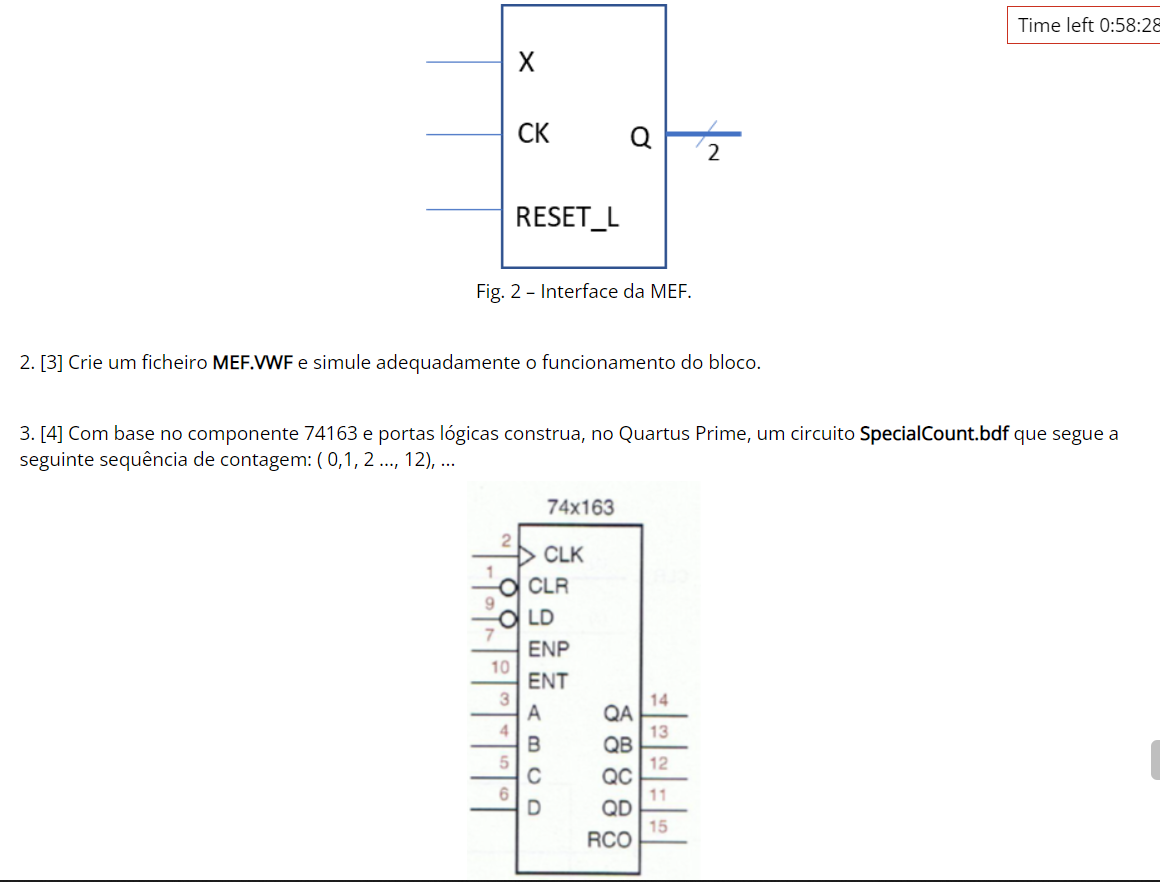 Time left 0:58:28
X
CK
Q
2
RESET_L
Fig. 2 – Interface da MEF.
2. [3] Crie um ficheiro MEF.VWF e simule adequadamente o funcionamento do bloco.
3. [4] Com base no componente 74163 e portas lógicas construa, no Quartus Prime, um circuito SpecialCount.bdf que segue a
seguinte sequência de contagem: ( 0,1, 2 ..., 12), ...
74x163
2 CLK
1 CLR
9 LD
7 ENP
10 ENT
3 A QA 14
4 B QB 13
5 C QC 12
6 D QD 11
RCO 15